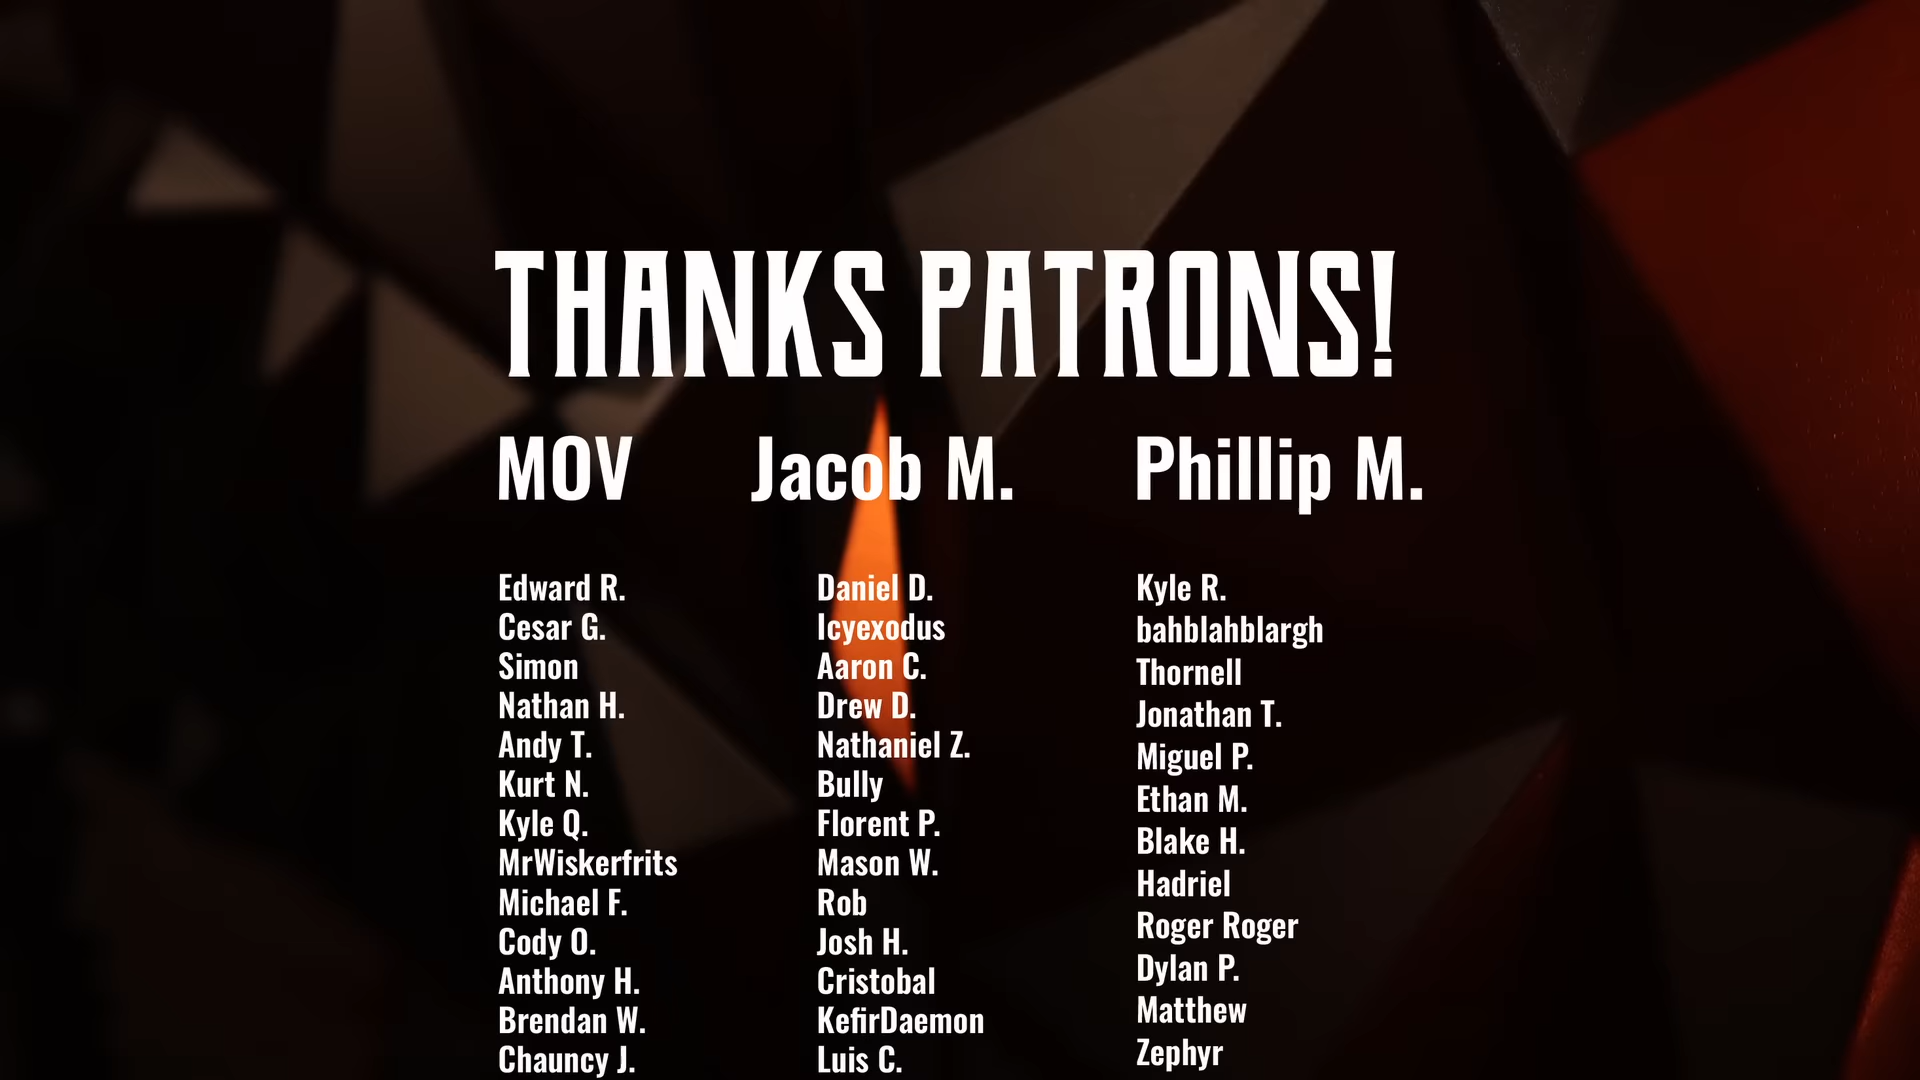 THANKS PATRONS!
MOV
Jacob M.
Phillip M.
Edward R.
Cesar G.
Simon
Nathan H.
Andy T.
Kurt N.
Kyle Q.
MrWiskerfrits
Michael F.
Cody O.
Anthony H.
Brendan W.
Chauncy J.
Daniel D.
Icyexodus
Aaron C.
Drew D.
Nathaniel Z.
Bully
Florent P.
Mason W.
Rob
Josh H.
Cristobal
KefirDaemon
Luis C.
Kyle R.
bahblahblargh
Thornell
Jonathan T.
Miguel P.
Ethan M.
Blake H.
Hadriel
Roger Roger
Dylan P.
Matthew
Zephyr